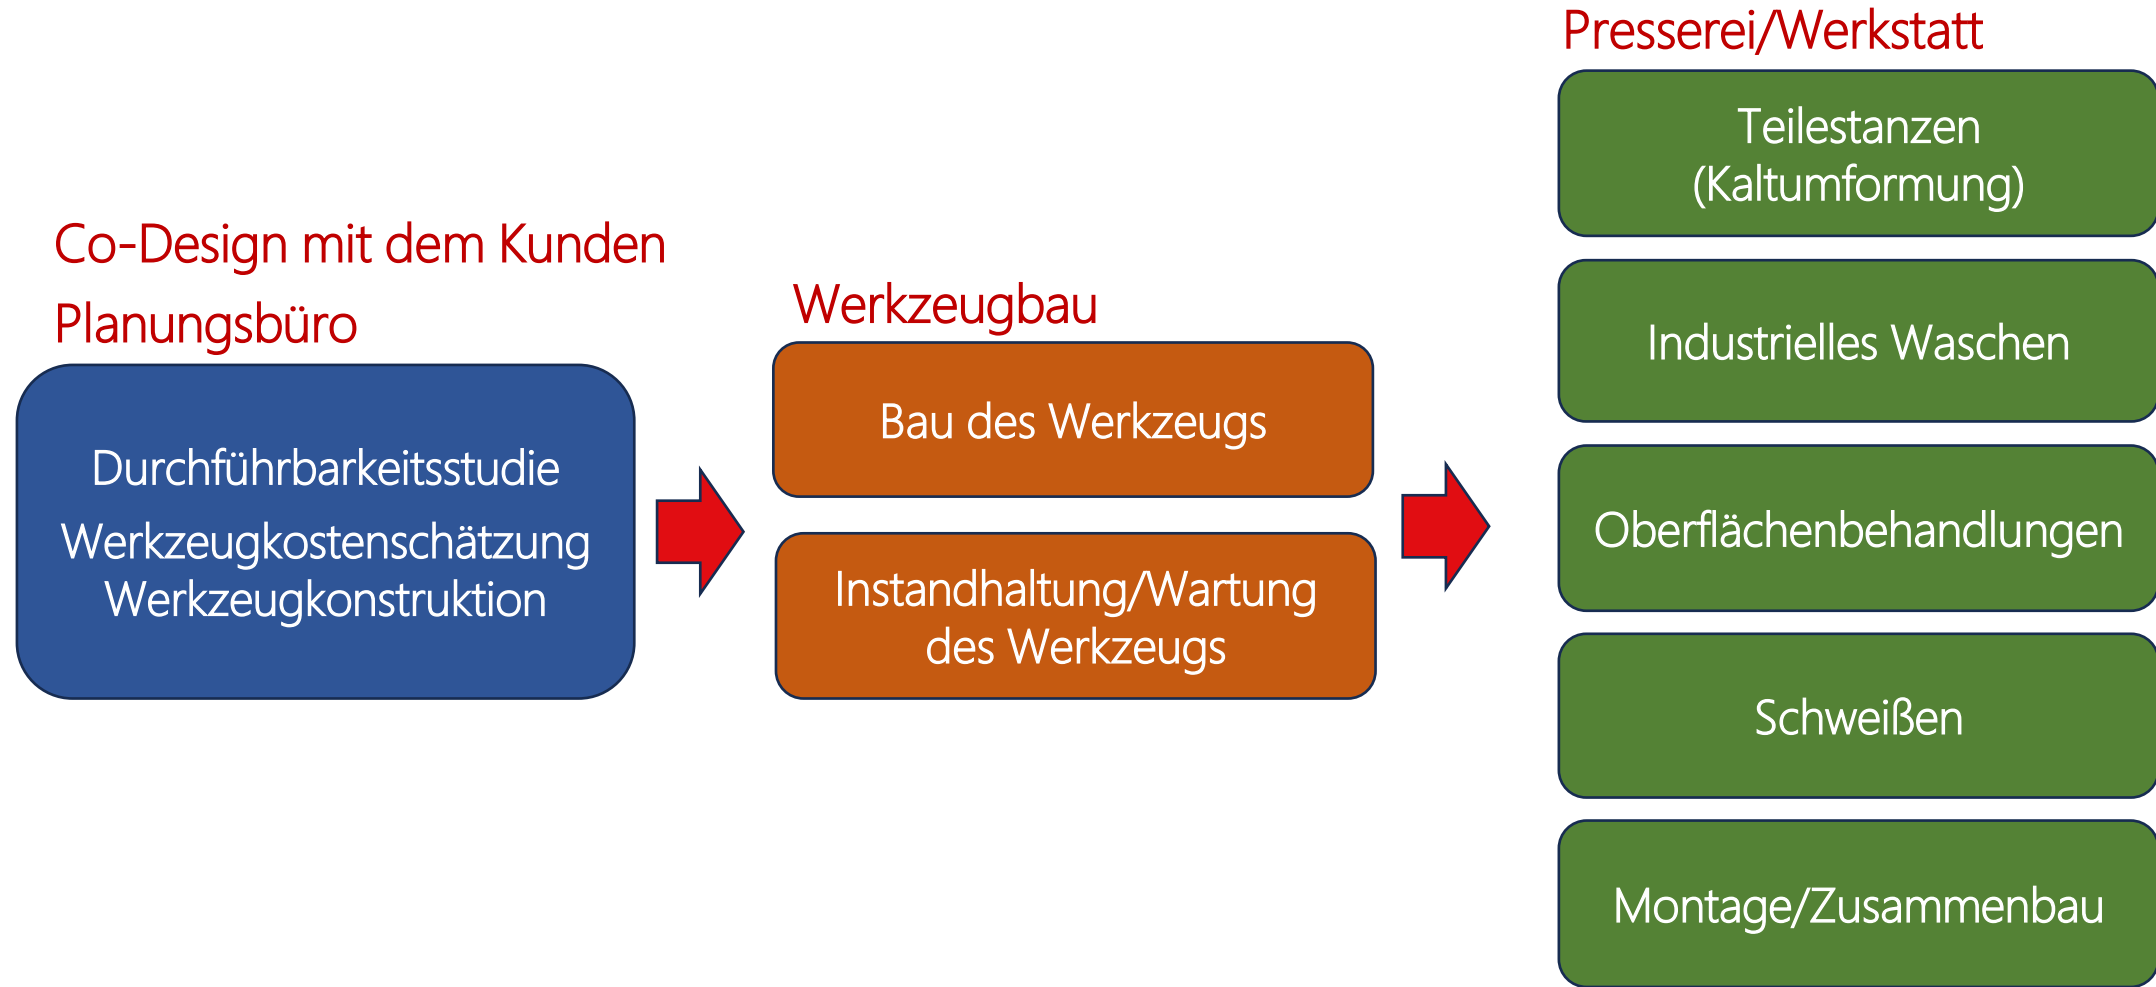 Co-Design mit dem Kunden
Planungsbüro
Durchführbarkeitsstudie
Werkzeugkostenschätzung
Werkzeugkonstruktion
Werkzeugbau
Bau des Werkzeugs
Instandhaltung/Wartung
des Werkzeugs
Presserei/Werkstatt
Teilestanzen
(Kaltumformung)
Industrielles Waschen
Oberflächenbehandlungen
Schweißen
Montage/Zusammenbau